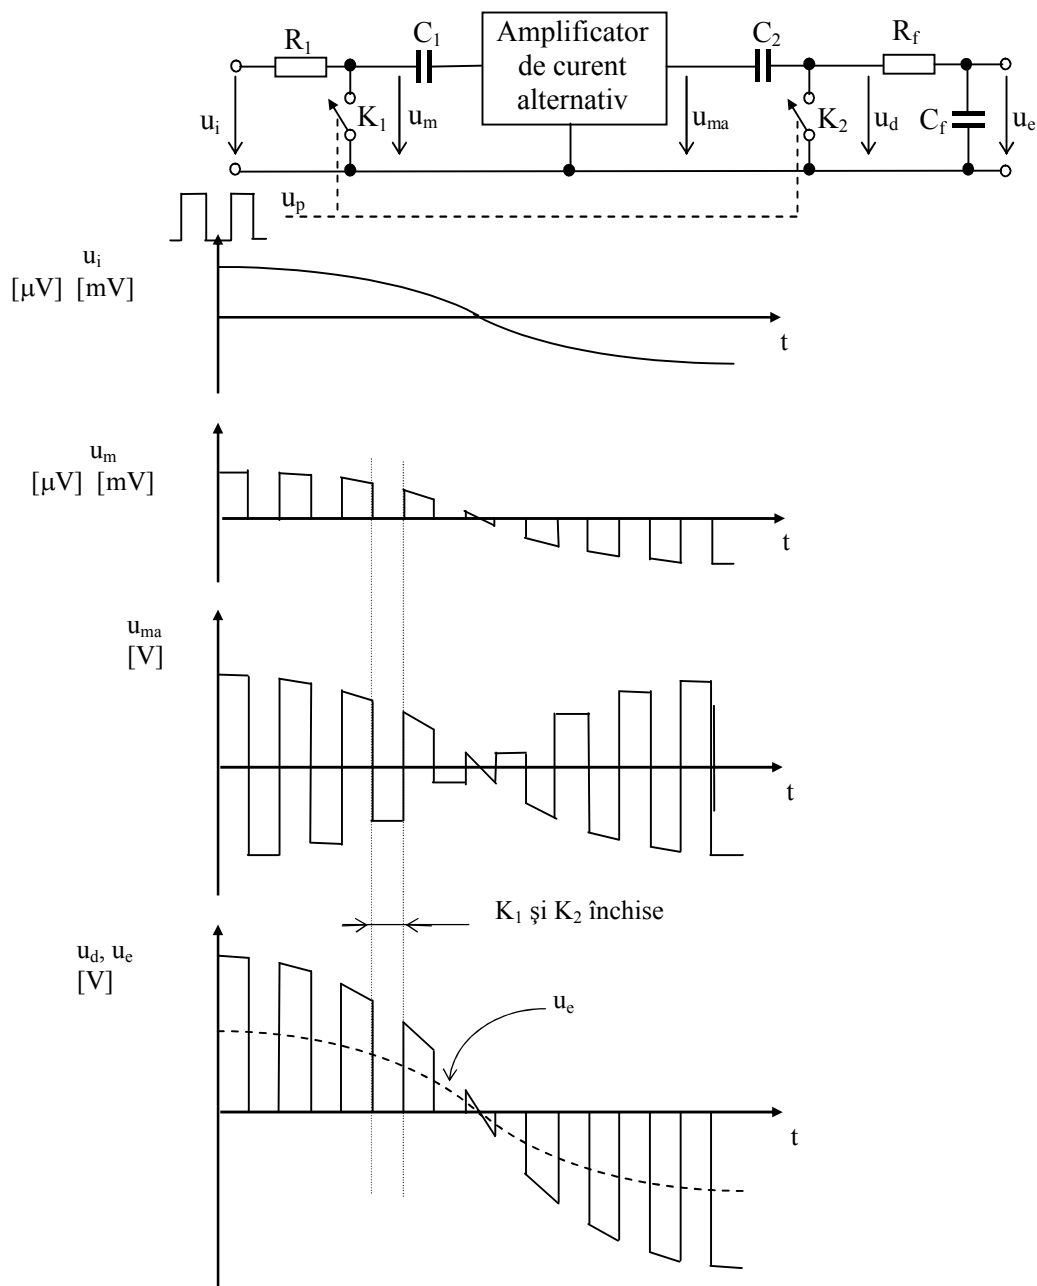 R1
C1
Amplificator
de curent
alternativ
C2
Rf
ui
K1
um
uma
K2
ud
Cf
ue
up
ui
[μV] [mV]
t
um
[μV] [mV]
t
uma
[V]
t
K1 şi K2 închise
ud, ue
[V]
ue
t